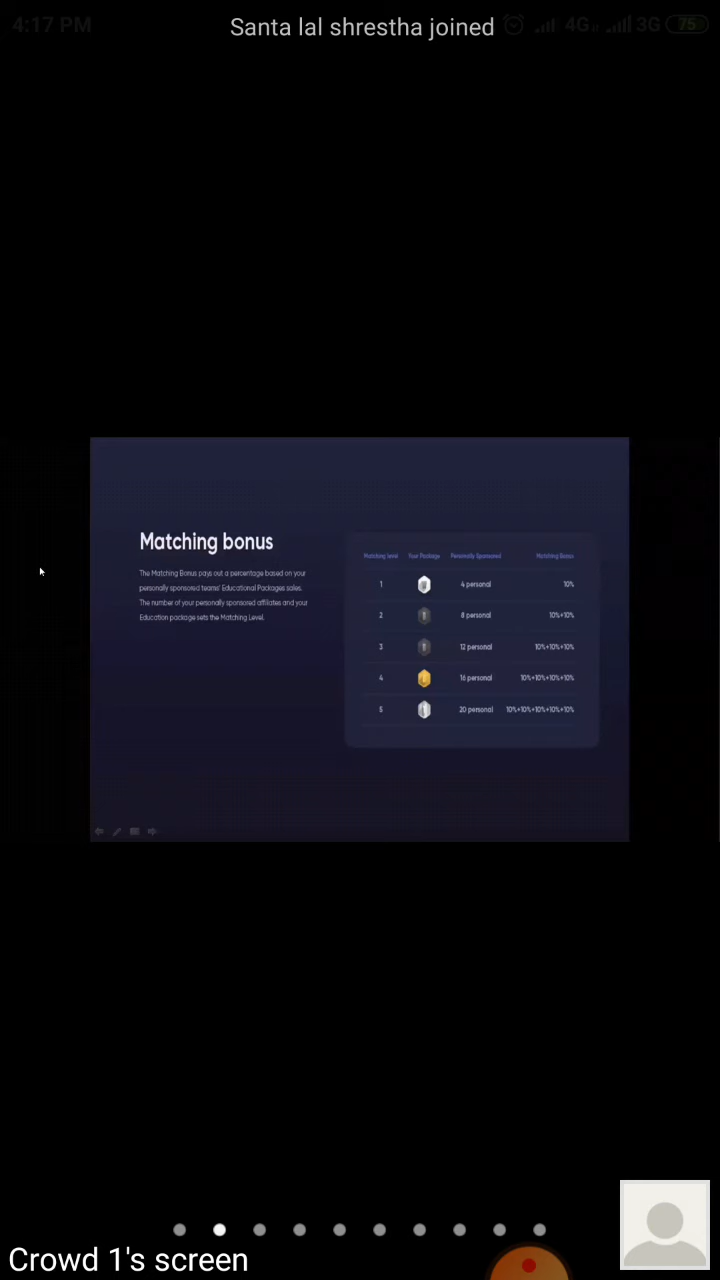 4:17 PM
Santa lal shrestha joined
4G
3G
75
Matching bonus
The Matching Bonus pays out a percentage based on your
personally sponsored teams' Educational Packages sales.
The number of your personally sponsored affiliates and your
Education package sets the Matching Level.
Matching level Your Package Personally Sponsored Matching Bonus
1 4 personal 10%
2 8 personal 10%+10%
3 12 personal 10%+10%+10%
4 16 personal 10%+10%+10%+10%
5 20 personal 10%+10%+10%+10%+10%
Crowd 1's screen